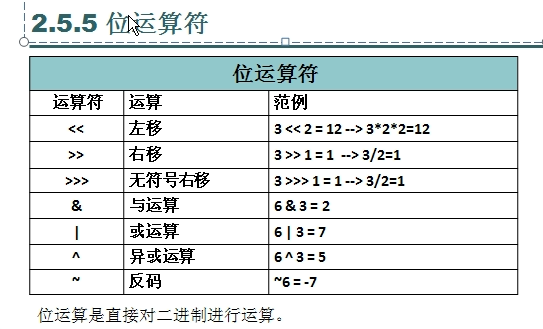 2.5.5 位运算符
位运算符
运算符 运算 范例
<< 左移 3 << 2 = 12 --> 3*2*2=12
>> 右移 3 >> 1 = 1 --> 3/2=1
>>> 无符号右移 3 >>> 1 = 1 --> 3/2=1
& 与运算 6 & 3 = 2
| 或运算 6 | 3 = 7
^ 异或运算 6 ^ 3 = 5
~ 反码 ~6 = -7
位运算是直接对二进制进行运算。